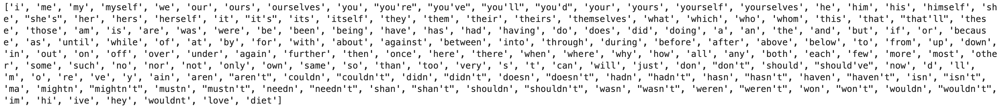 ['i', 'me', 'my', 'myself', 'we', 'our', 'ours', 'ourselves', 'you', "you're", "you've", "you'll", "you'd", 'your', 'yours', 'yourself', 'yourselves', 'he', 'him', 'his', 'himself', 'sh
e', "she's", 'her', 'hers', 'herself', 'it', "it's", 'its', 'itself', 'they', 'them', 'their', 'theirs', 'themselves', 'what', 'which', 'who', 'whom', 'this', 'that', "that'll", 'thes
e', 'those', 'am', 'is', 'are', 'was', 'were', 'be', 'been', 'being', 'have', 'has', 'had', 'having', 'do', 'does', 'did', 'doing', 'a', 'an', 'the', 'and', 'but', 'if', 'or', 'becaus
e', 'as', 'until', 'while', 'of', 'at', 'by', 'for', 'with', 'about', 'against', 'between', 'into', 'through', 'during', 'before', 'after', 'above', 'below', 'to', 'from', 'up', 'down',
'in', 'out', 'on', 'off', 'over', 'under', 'again', 'further', 'then', 'once', 'here', 'there', 'when', 'where', 'why', 'how', 'all', 'any', 'both', 'each', 'few', 'more', 'most', 'othe
r', 'some', 'such', 'no', 'nor', 'not', 'only', 'own', 'same', 'so', 'than', 'too', 'very', 's', 't', 'can', 'will', 'just', 'don', "don't", 'should', "should've", 'now', 'd', 'll',
'm', 'o', 're', 've', 'y', 'ain', 'aren', "aren't", 'couldn', "couldn't", 'didn', "didn't", 'doesn', "doesn't", 'hadn', "hadn't", 'hasn', "hasn't", 'haven', "haven't", 'isn', "isn't",
'ma', 'mightn', "mightn't", 'mustn', "mustn't", 'needn', "needn't", 'shan', "shan't", 'shouldn', "shouldn't", 'wasn', "wasn't", 'weren', "weren't", 'won', "won't", 'wouldn', "wouldn't",
'im', 'hi', 'ive', 'hey', 'wouldnt', 'love', 'diet']